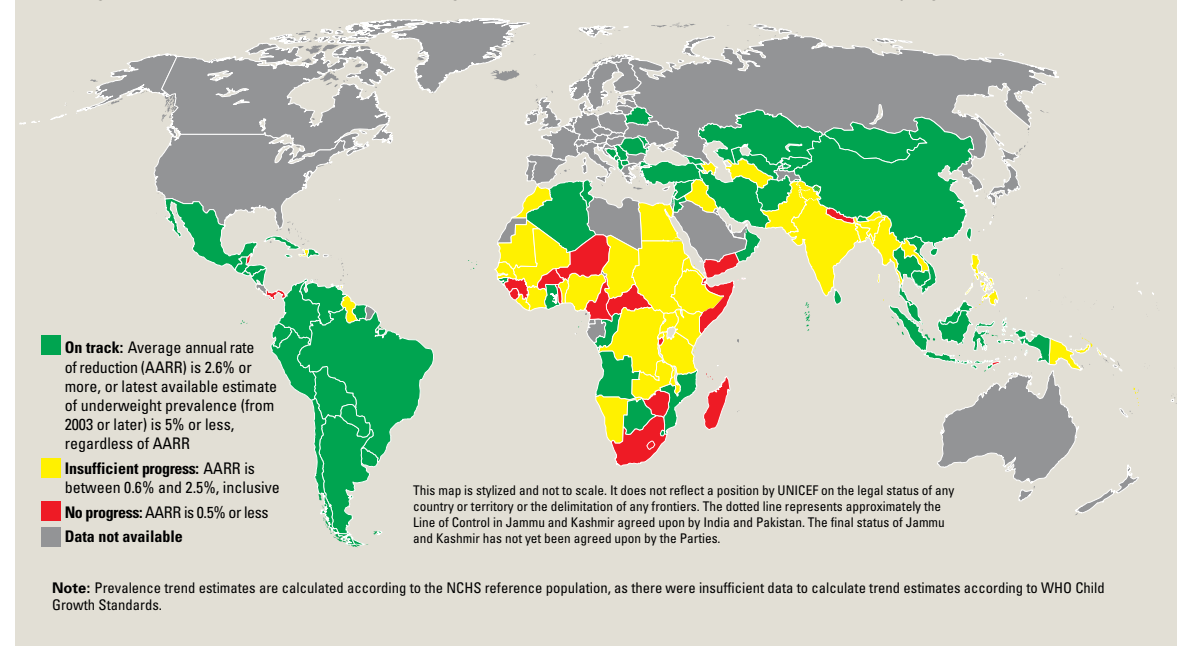 On track: Average annual rate
of reduction (AARR) is 2.6% or
more, or latest available estimate
of underweight prevalence (from
2003 or later) is 5% or less,
regardless of AARR
Insufficient progress: AARR is
between 0.6% and 2.5%, inclusive
No progress: AARR is 0.5% or less
Data not available
This map is stylized and not to scale. It does not reflect a position by UNICEF on the legal status of any
country or territory or the delimitation of any frontiers. The dotted line represents approximately the
Line of Control in Jammu and Kashmir agreed upon by India and Pakistan. The final status of Jammu
and Kashmir has not yet been agreed upon by the Parties.
Note: Prevalence trend estimates are calculated according to the NCHS reference population, as there were insufficient data to calculate trend estimates according to WHO Child
Growth Standards.